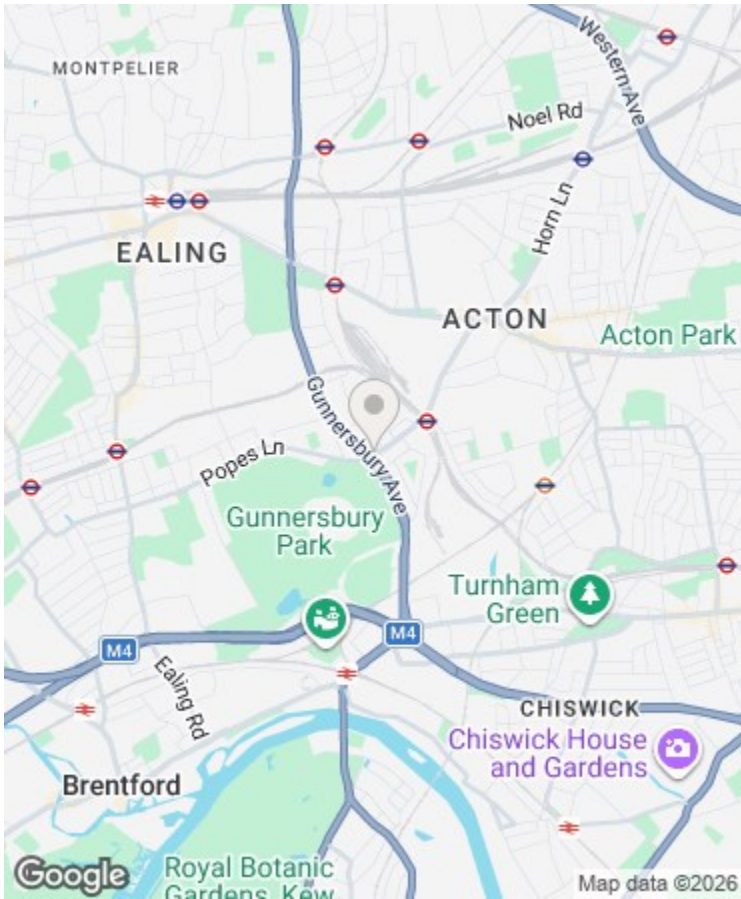 MONTPELIER
Western Ave
Noel Rd
Horn Ln
EALING
ACTON
Acton Park
Gunnersbury Ave
Popes Ln
Gunnersbury
Park
Turnham
Green
M4
M4
Ealing Rd
CHISWICK
Chiswick House
and Gardens
Brentford
Royal Botanic
Gardens, Kew
Google
Map data ©2026